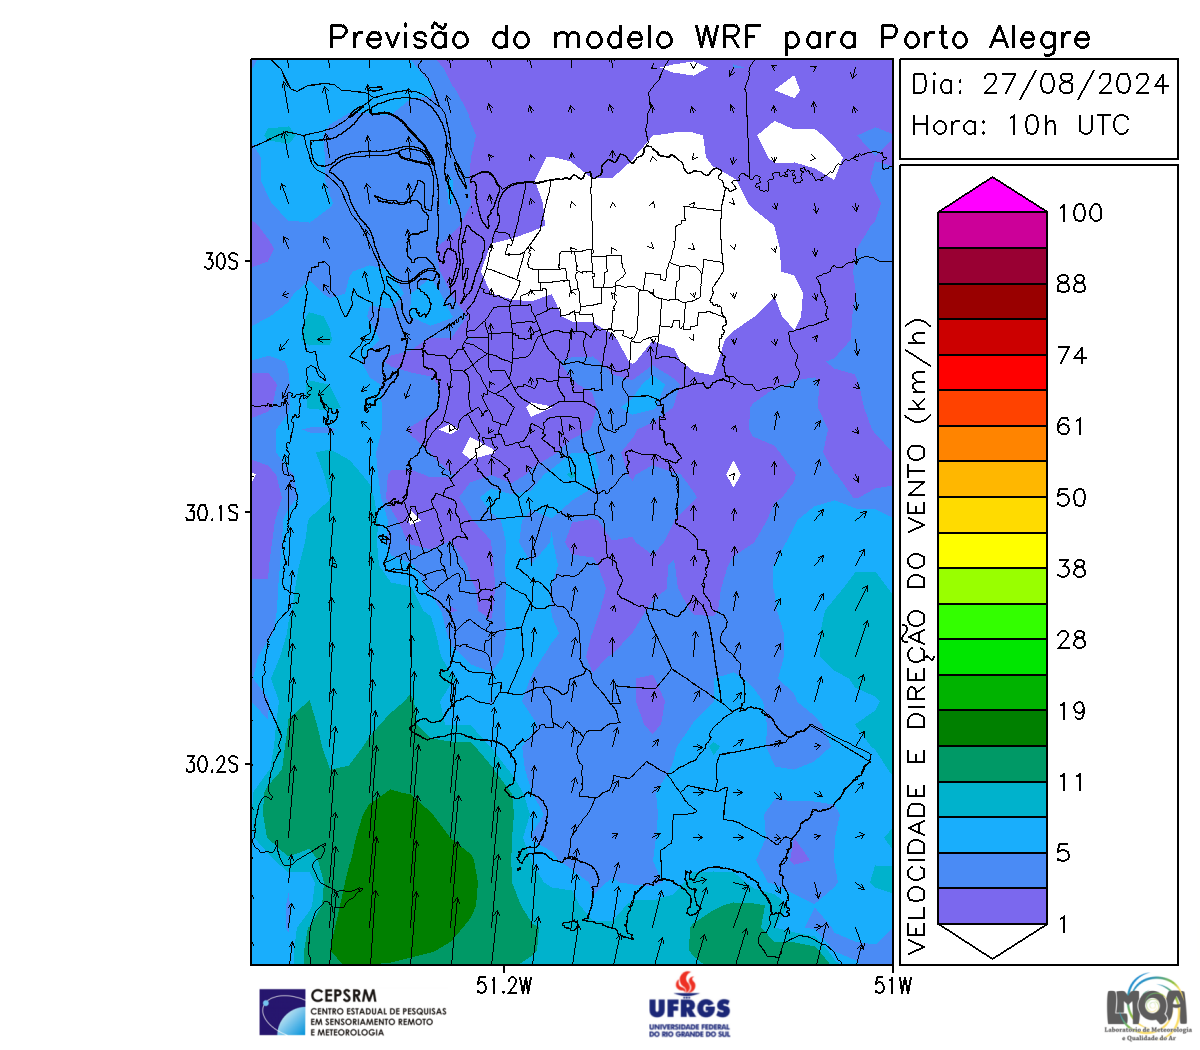 Previsão do modelo WRF para Porto Alegre
Dia: 27/08/2024
Hora: 10h UTC
VELOCIDADE E DIREÇÃO DO VENTO (km/h)
100
88
74
61
50
38
28
19
11
5
1
30S
30.1S
30.2S
51.2W
51W
CEPSRM
CENTRO ESTADUAL DE PESQUISAS
EM SENSORIAMENTO REMOTO
E METEOROLOGIA
UFRGS
UNIVERSIDADE FEDERAL
DO RIO GRANDE DO SUL
LMQA
Laboratório de Meteorologia
e Qualidade do Ar